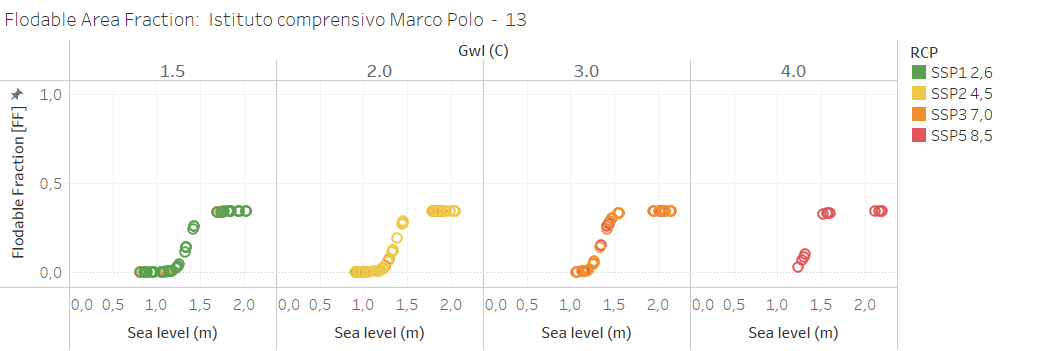 Flodable Area Fraction: Istituto comprensivo Marco Polo - 13
Gwl (C)
1.5 2.0 3.0 4.0
RCP
SSP1 2,6
SSP2 4,5
SSP3 7,0
SSP5 8,5
Flodable Fraction [FF]
1,0
0,5
0,0
0,0 0,5 1,0 1,5 2,0 0,0 0,5 1,0 1,5 2,0 0,0 0,5 1,0 1,5 2,0 0,0 0,5 1,0 1,5 2,0
Sea level (m) Sea level (m) Sea level (m) Sea level (m)